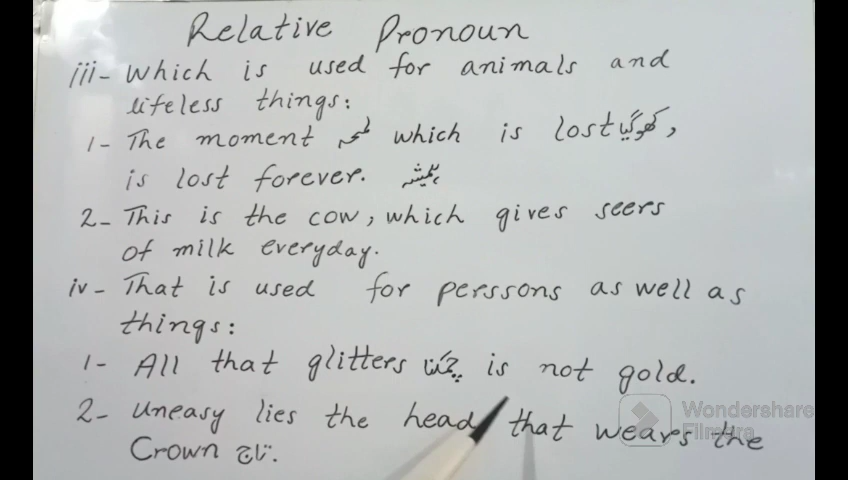 Relative Pronoun
iii- Which is used for animals and
lifeless things:
1- The moment لمحہ which is lost کھوگیا,
is lost forever. ہمیشہ
2- This is the cow, which gives seers
of milk everyday.
iv- That is used for perssons as well as
things:
1- All that glitters چمکتا is not gold.
2- Uneasy lies the head that wears the
Crown تاج.
Wondershare
Filmora